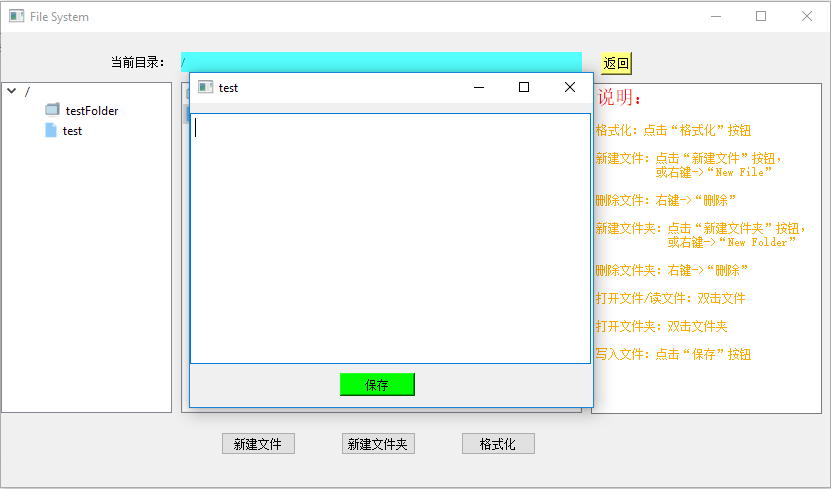 File System
当前目录：
/
返回
/
testFolder
test
test
保存
说明：
格式化：点击“格式化”按钮
新建文件：点击“新建文件”按钮，
或右键->“New File”
删除文件：右键->“删除”
新建文件夹：点击“新建文件夹”按钮，
或右键->“New Folder”
删除文件夹：右键->“删除”
打开文件/读文件：双击文件
打开文件夹：双击文件夹
写入文件：点击“保存”按钮
新建文件
新建文件夹
格式化